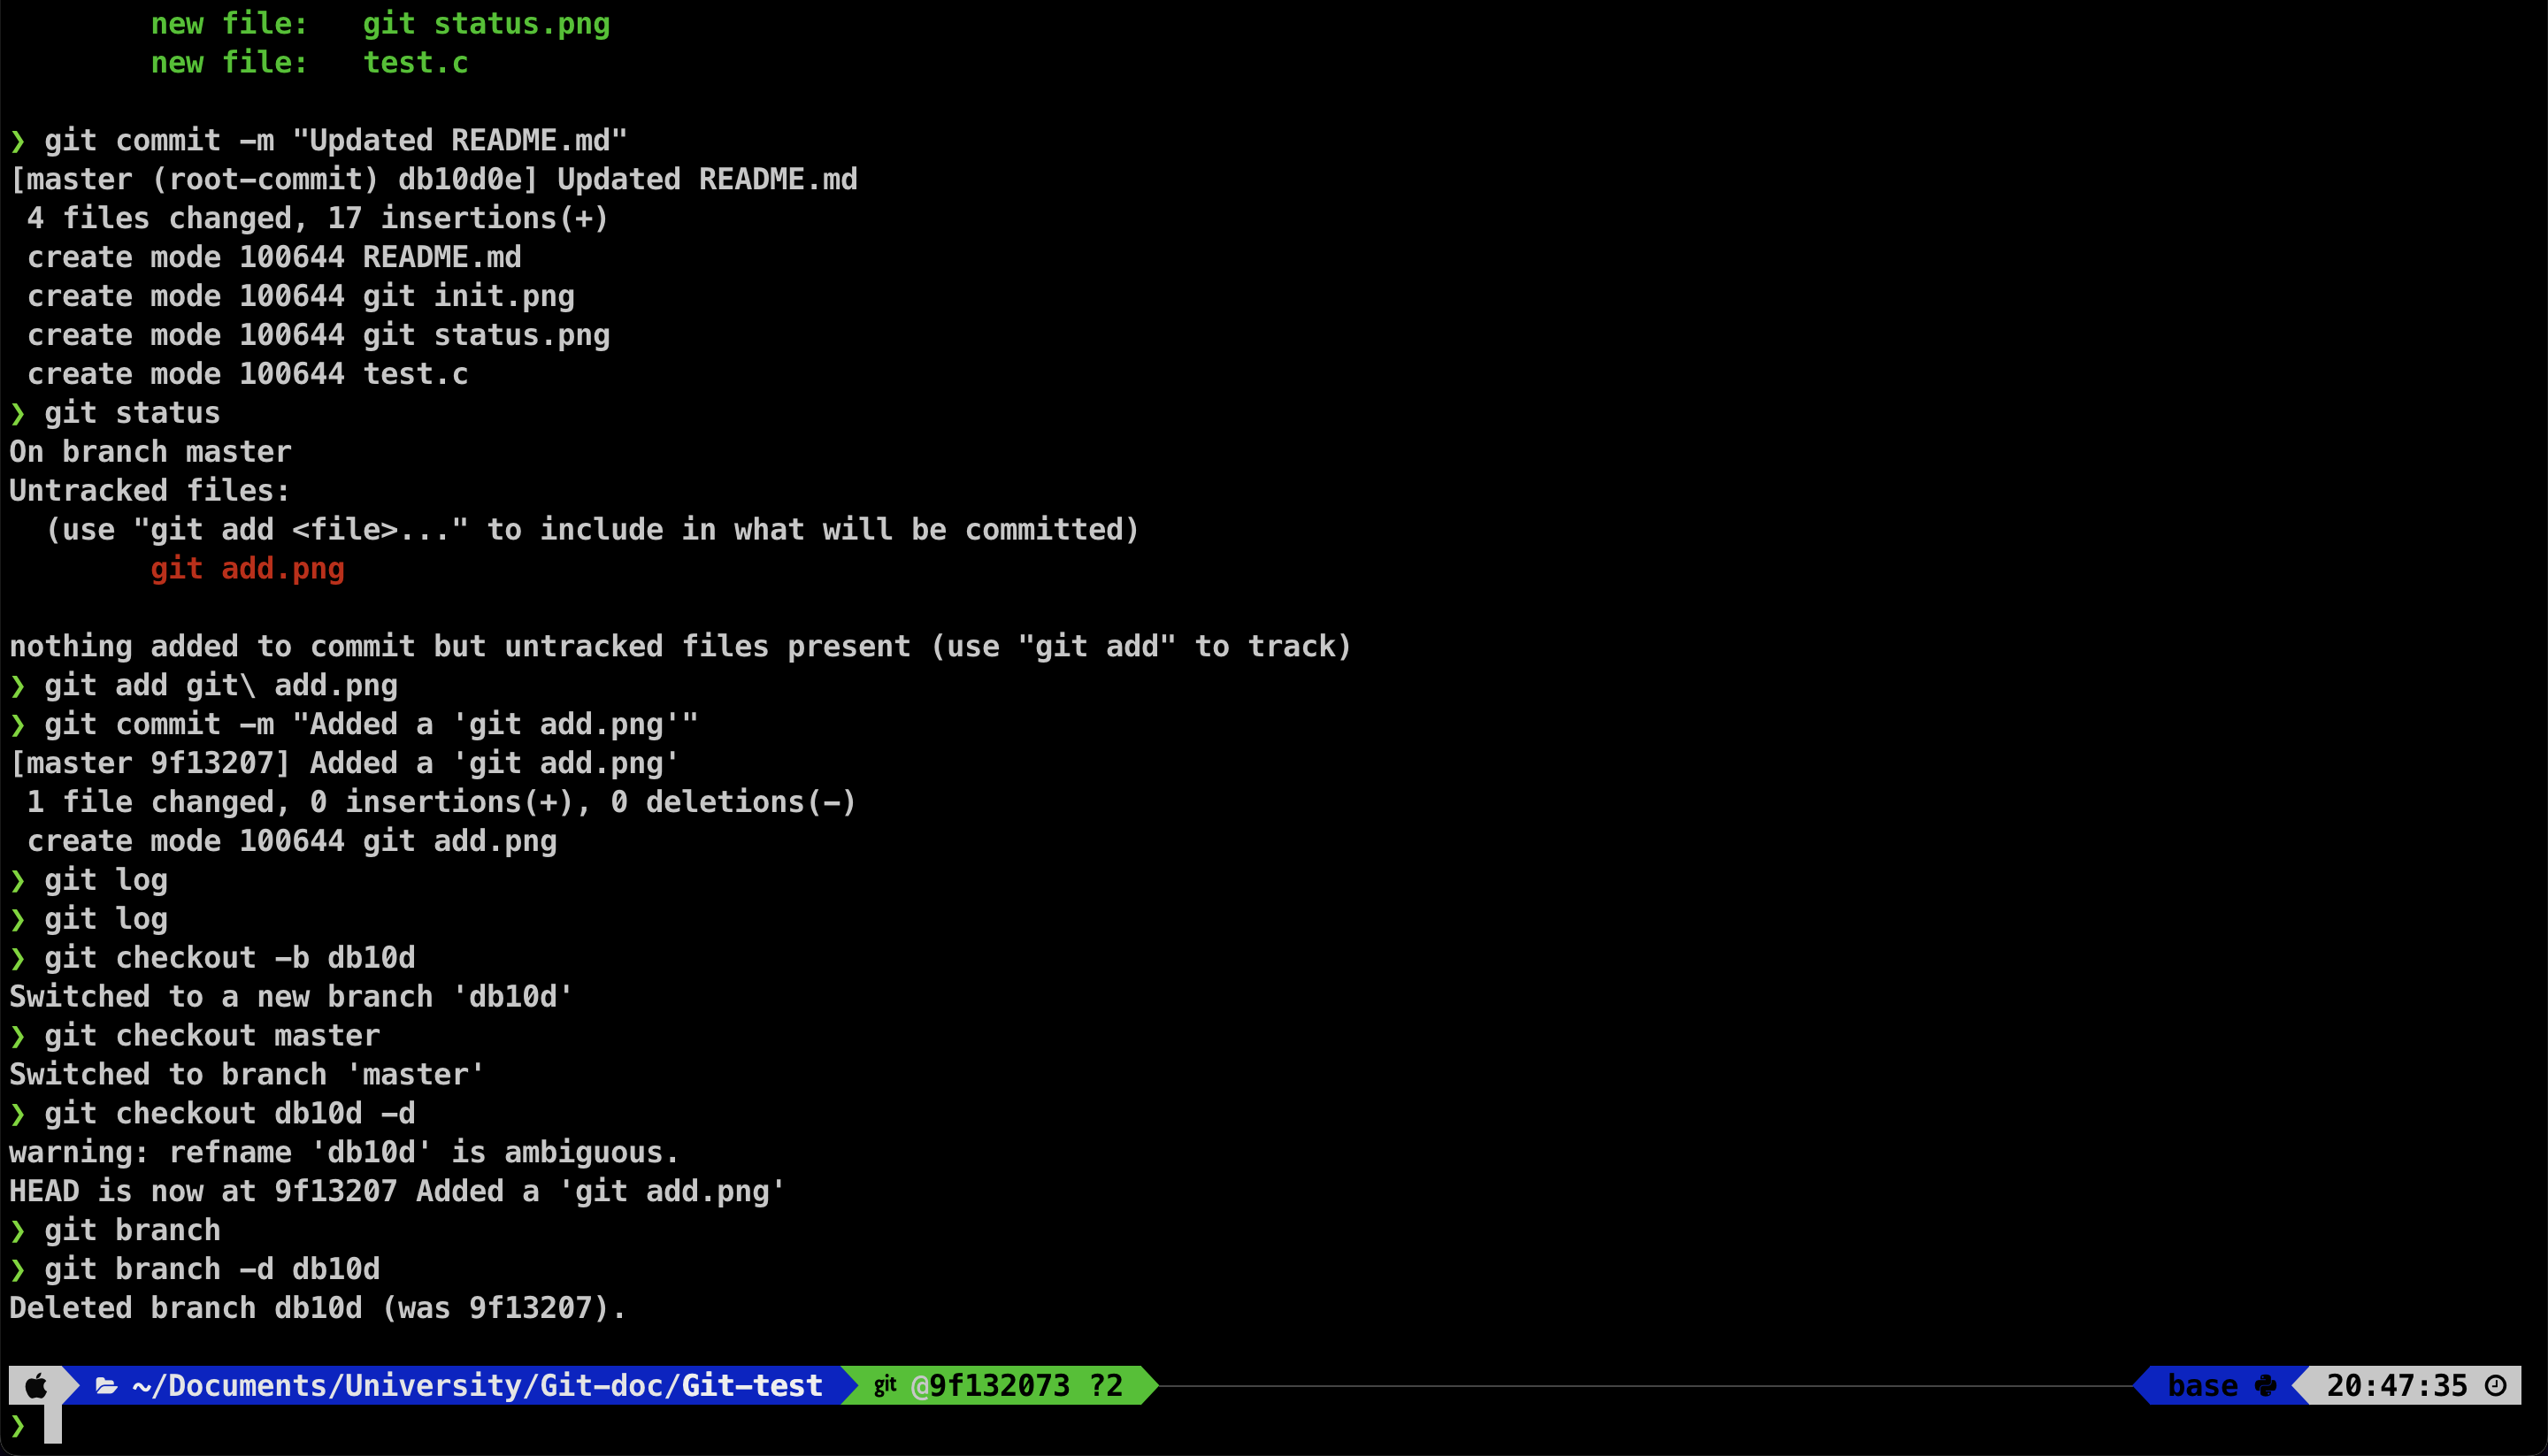 new file:   git status.png
new file:   test.c
❯ git commit -m "Updated README.md"
[master (root-commit) db10d0e] Updated README.md
 4 files changed, 17 insertions(+)
 create mode 100644 README.md
 create mode 100644 git init.png
 create mode 100644 git status.png
 create mode 100644 test.c
❯ git status
On branch master
Untracked files:
  (use "git add <file>..." to include in what will be committed)
        git add.png
nothing added to commit but untracked files present (use "git add" to track)
❯ git add git\ add.png
❯ git commit -m "Added a 'git add.png'"
[master 9f13207] Added a 'git add.png'
 1 file changed, 0 insertions(+), 0 deletions(-)
 create mode 100644 git add.png
❯ git log
❯ git log
❯ git checkout -b db10d
Switched to a new branch 'db10d'
❯ git checkout master
Switched to branch 'master'
❯ git checkout db10d -d
warning: refname 'db10d' is ambiguous.
HEAD is now at 9f13207 Added a 'git add.png'
❯ git branch
❯ git branch -d db10d
Deleted branch db10d (was 9f13207).
~/Documents/University/Git-doc/Git-test git @9f132073 ?2 base 20:47:35
❯